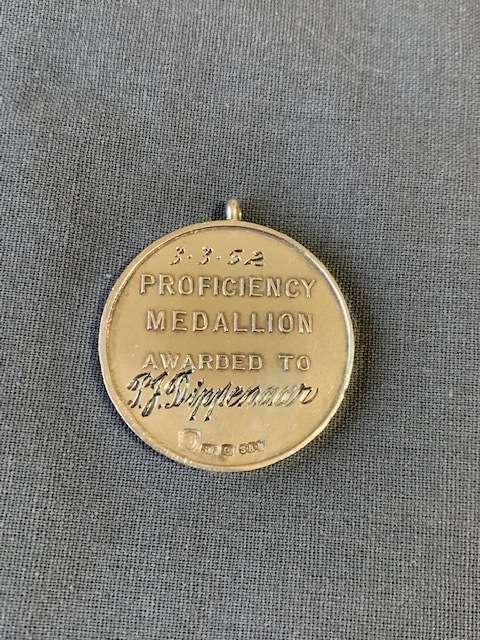 3.3.52
PROFICIENCY
MEDALLION
AWARDED TO
P.J. Dippenaar